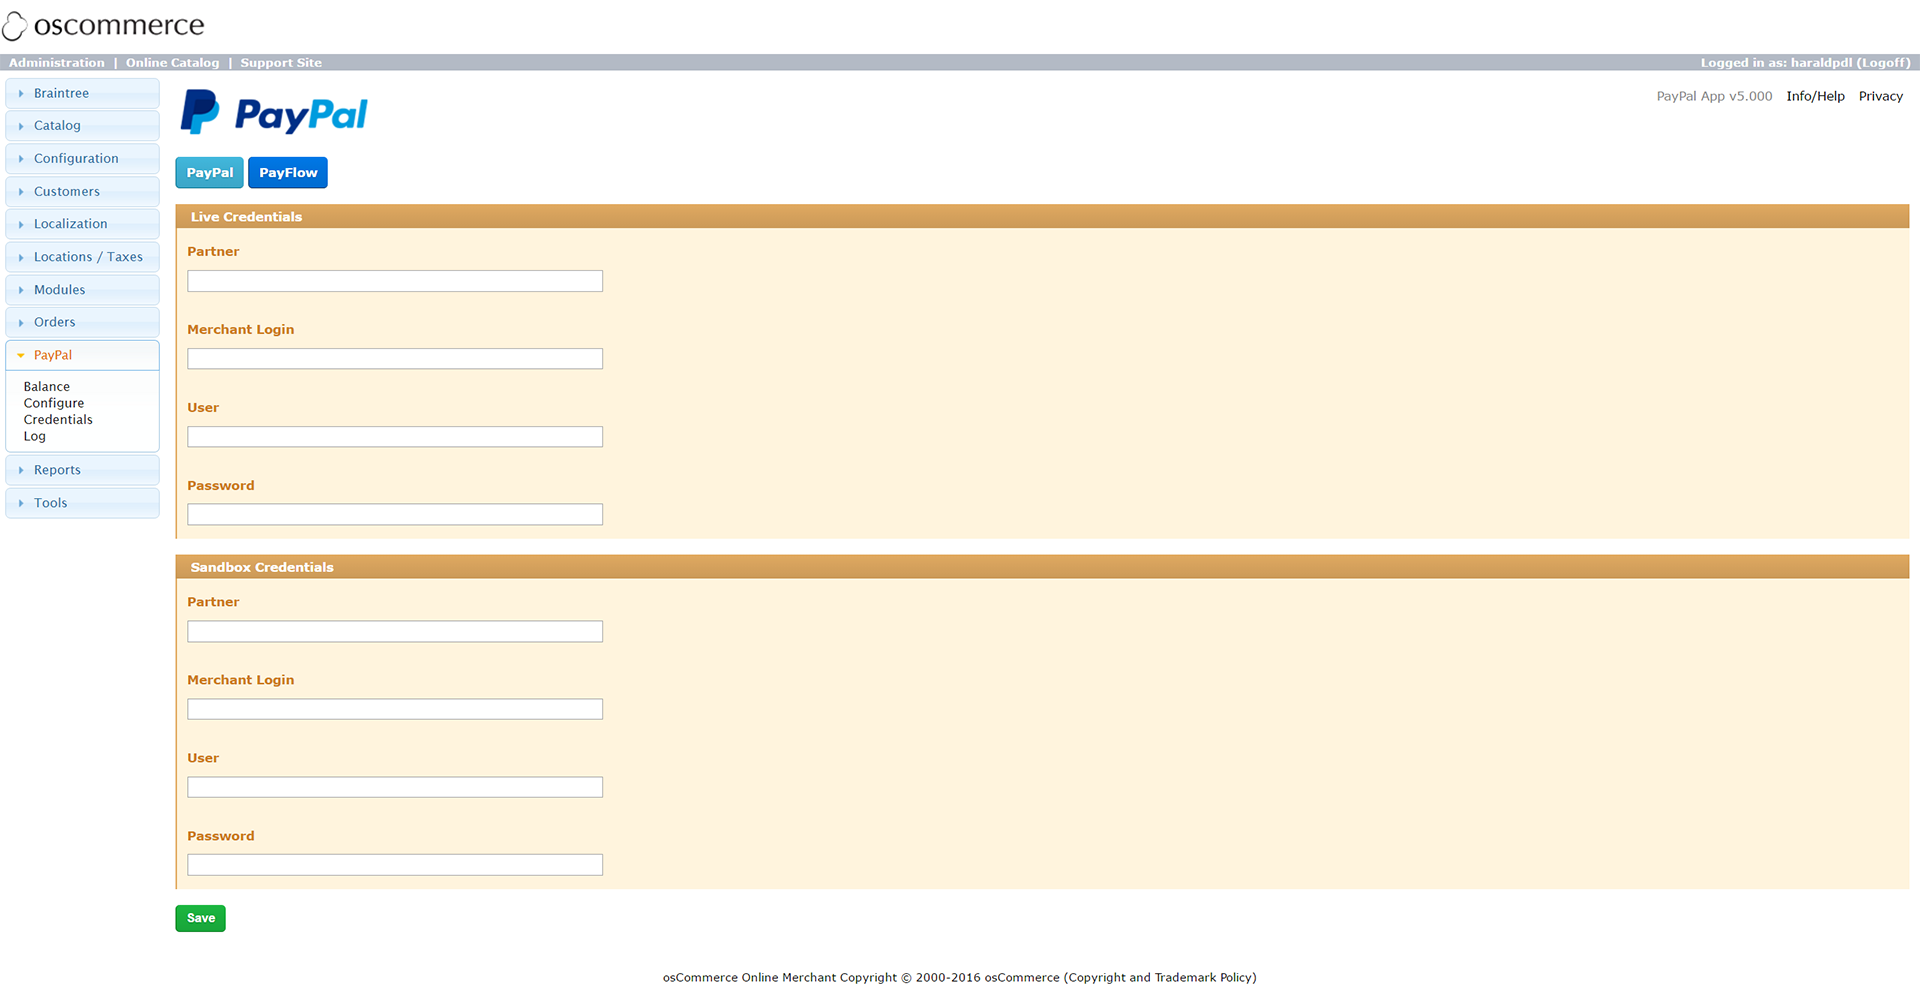 oscommerce
Administration | Online Catalog | Support Site
Logged in as: haraldpdl (Logoff)
Braintree
Catalog
Configuration
Customers
Localization
Locations / Taxes
Modules
Orders
PayPal
Balance
Configure
Credentials
Log
Reports
Tools
PayPal
PayPal App v5.000 Info/Help Privacy
PayPal PayFlow
Live Credentials
Partner
Merchant Login
User
Password
Sandbox Credentials
Partner
Merchant Login
User
Password
Save
osCommerce Online Merchant Copyright © 2000-2016 osCommerce (Copyright and Trademark Policy)